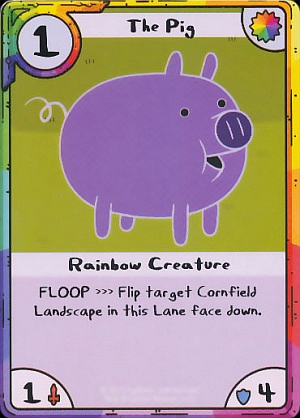 1
The Pig
Rainbow Creature
FLOOP >>> Flip target Cornfield
Landscape in this Lane face down.
1
4